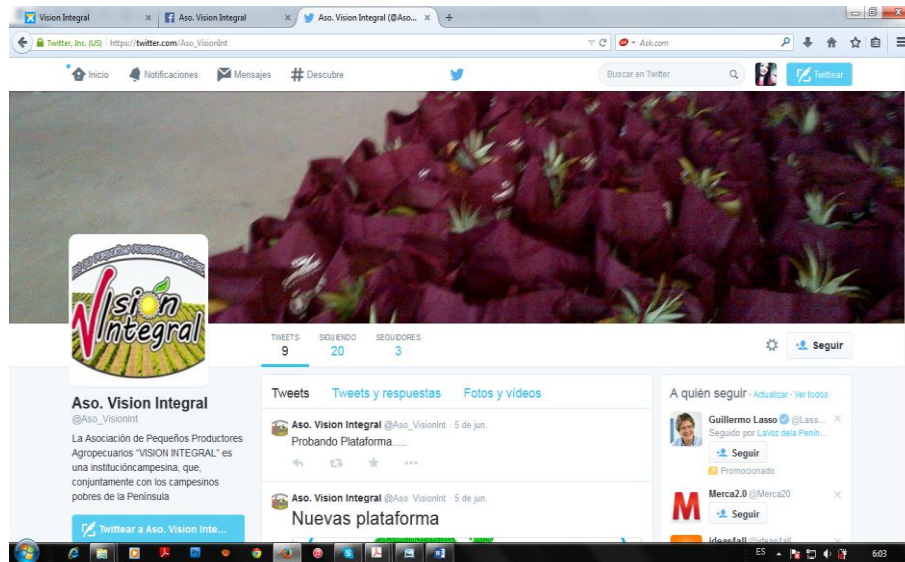 Vision Integral
Aso. Vision Integral
Aso. Vision Integral (@Aso...
Twitter, Inc. (US)
https://twitter.com/Aso_VisionInt
Ask.com
Inicio
Notificaciones
Mensajes
Descubre
Buscar en Twitter
Twittear
Vision
Integral
TWEETS
9
SIGUIENDO
20
SEGUIDORES
3
Seguir
Aso. Vision Integral
@Aso_VisionInt
La Asociación de Pequeños Productores
Agropecuarios "VISION INTEGRAL" es
una institucióncampesina, que,
conjuntamente con los campesinos
pobres de la Península
Twittear a Aso. Vision Inte...
Tweets
Tweets y respuestas
Fotos y vídeos
Aso. Vision Integral @Aso_VisionInt · 5 de jun.
Probando Plataforma.....
Aso. Vision Integral @Aso_VisionInt · 5 de jun.
Nuevas plataforma
A quién seguir · Actualizar · Ver todos
Guillermo Lasso @Lass...
Seguido por LaVoz dela Penín...
Seguir
Promocionado
Merca2.0 @Merca20
Seguir
ideas4all @ideas4all
ES
6:03